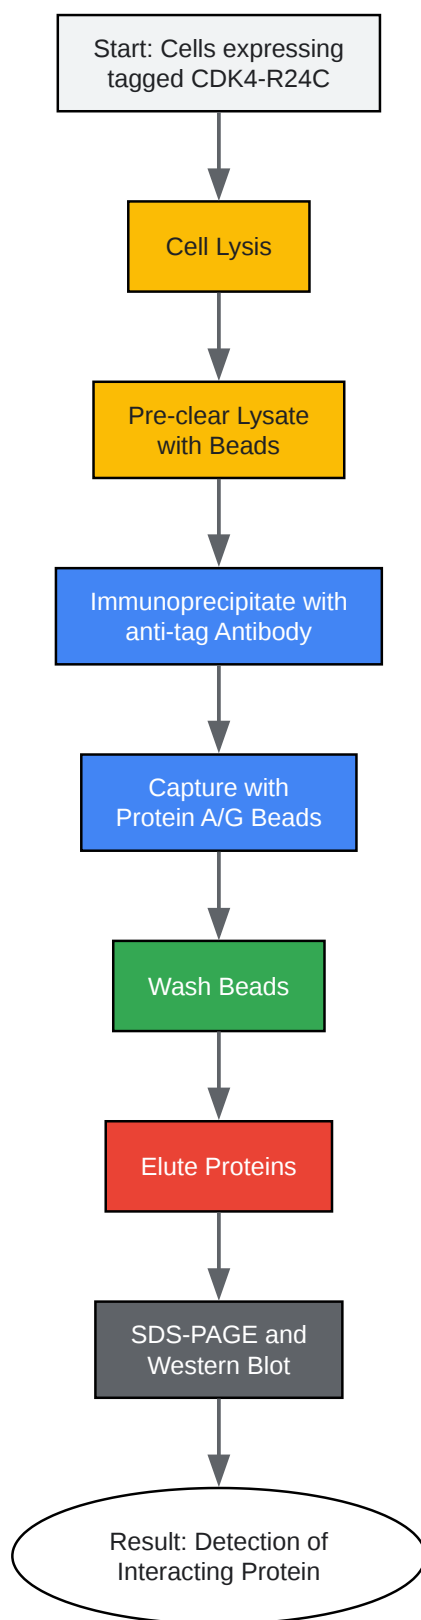 Start: Cells expressing
tagged CDK4-R24C
Cell Lysis
Pre-clear Lysate
with Beads
Immunoprecipitate with
anti-tag Antibody
Capture with
Protein A/G Beads
Wash Beads
Elute Proteins
SDS-PAGE and
Western Blot
Result: Detection of
Interacting Protein